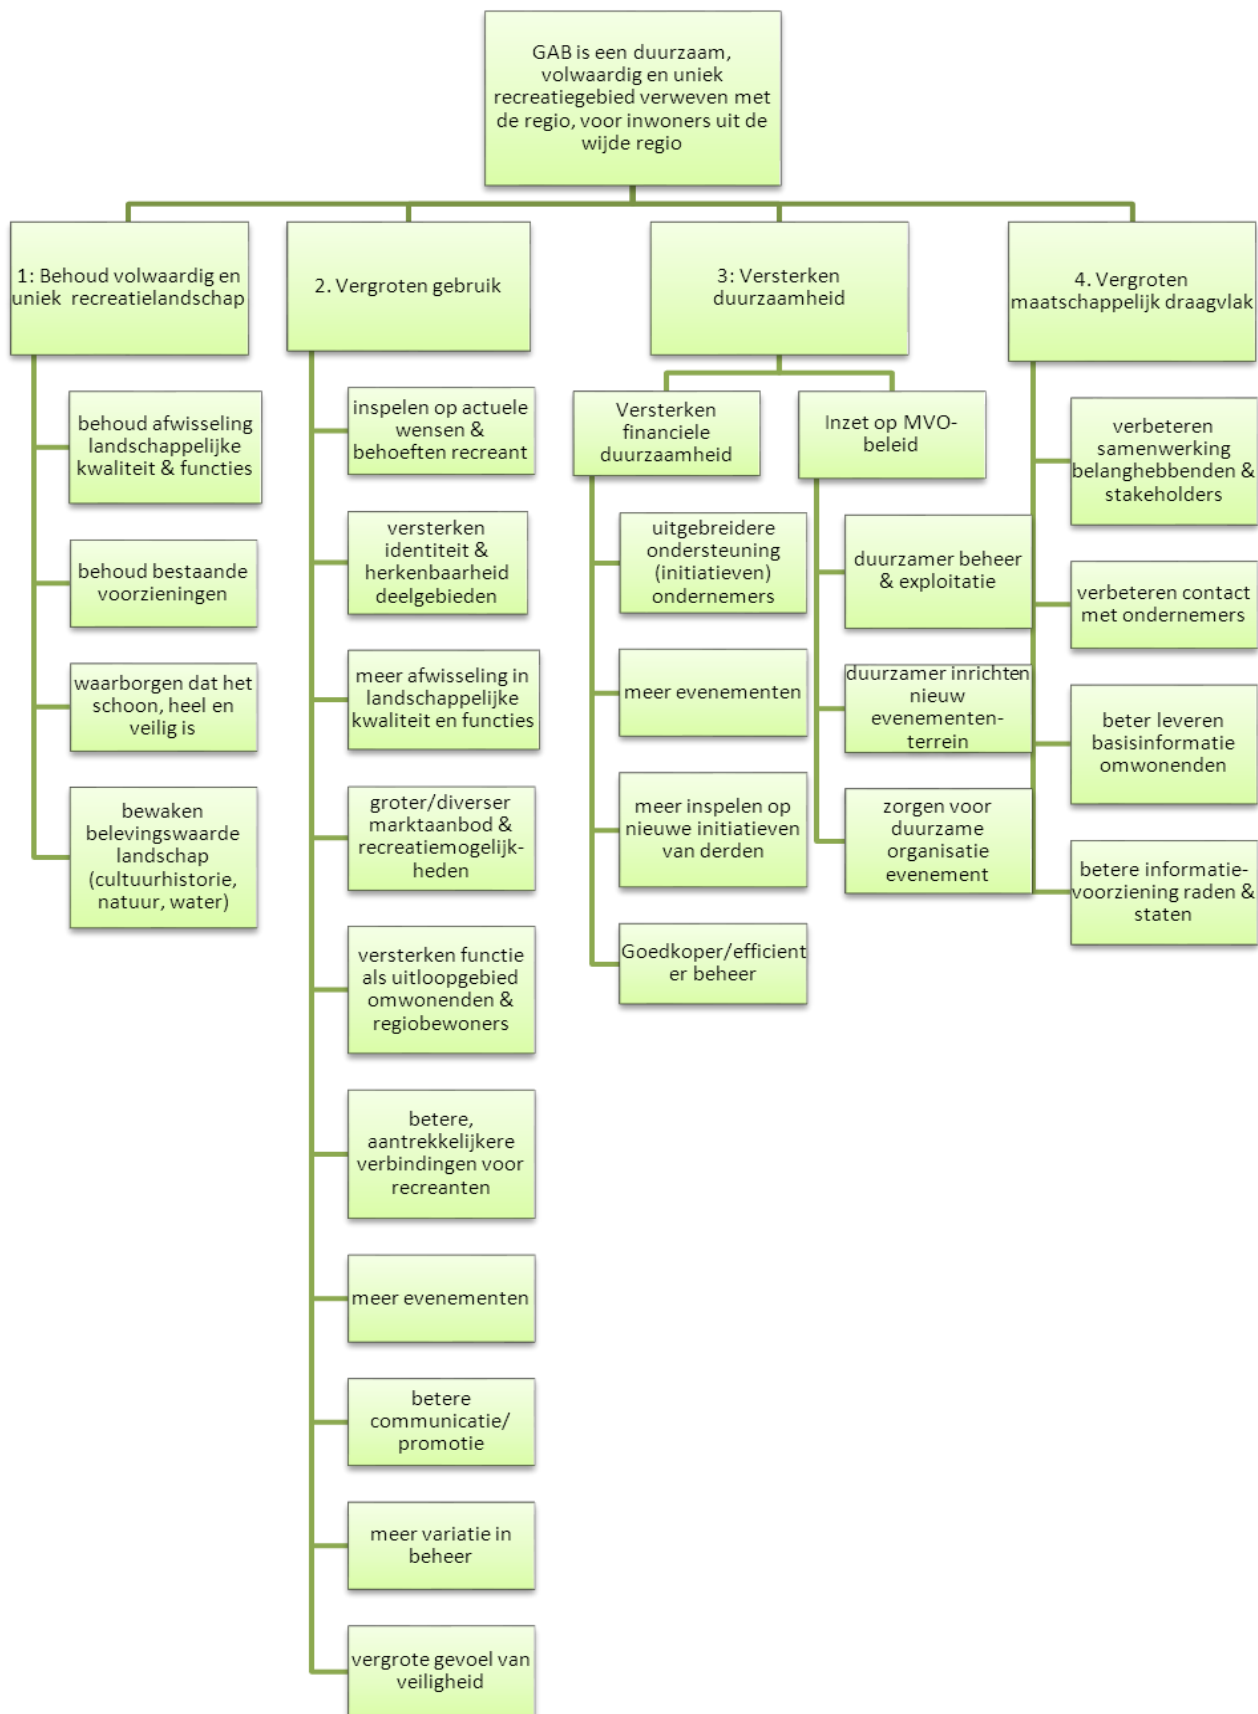 GAB is een duurzaam,
volwaardig en uniek
recreatiegebied verweven met
de regio, voor inwoners uit de
wijde regio
1: Behoud volwaardig en
uniek recreatielandschap
behoud afwisseling
landschappelijke
kwaliteit & functies
behoud bestaande
voorzieningen
waarborgen dat het
schoon, heel en
veilig is
bewaken
belevingswaarde
landschap
(cultuurhistorie,
natuur, water)
2. Vergroten gebruik
inspelen op actuele
wensen &
behoeften recreant
versterken
identiteit &
herkenbaarheid
deelgebieden
meer afwisseling in
landschappelijke
kwaliteit en functies
groter/diverser
marktaanbod &
recreatiemogelijk-
heden
versterken functie
als uitloopgebied
omwonenden &
regiobewoners
betere,
aantrekkelijkere
verbindingen voor
recreanten
meer evenementen
betere
communicatie/
promotie
meer variatie in
beheer
vergrote gevoel van
veiligheid
3: Versterken
duurzaamheid
Versterken
financiele
duurzaamheid
uitgebreidere
ondersteuning
(initiatieven)
ondernemers
meer evenementen
meer inspelen op
nieuwe initiatieven
van derden
Goedkoper/efficient
er beheer
Inzet op MVO-
beleid
duurzamer beheer
& exploitatie
duurzamer inrichten
nieuw
evenementen-
terrein
zorgen voor
duurzame
organisatie
evenement
4. Vergroten
maatschappelijk draagvlak
verbeteren
samenwerking
belanghebbenden &
stakeholders
verbeteren contact
met ondernemers
beter leveren
basisinformatie
omwonenden
betere informatie-
voorziening raden &
staten